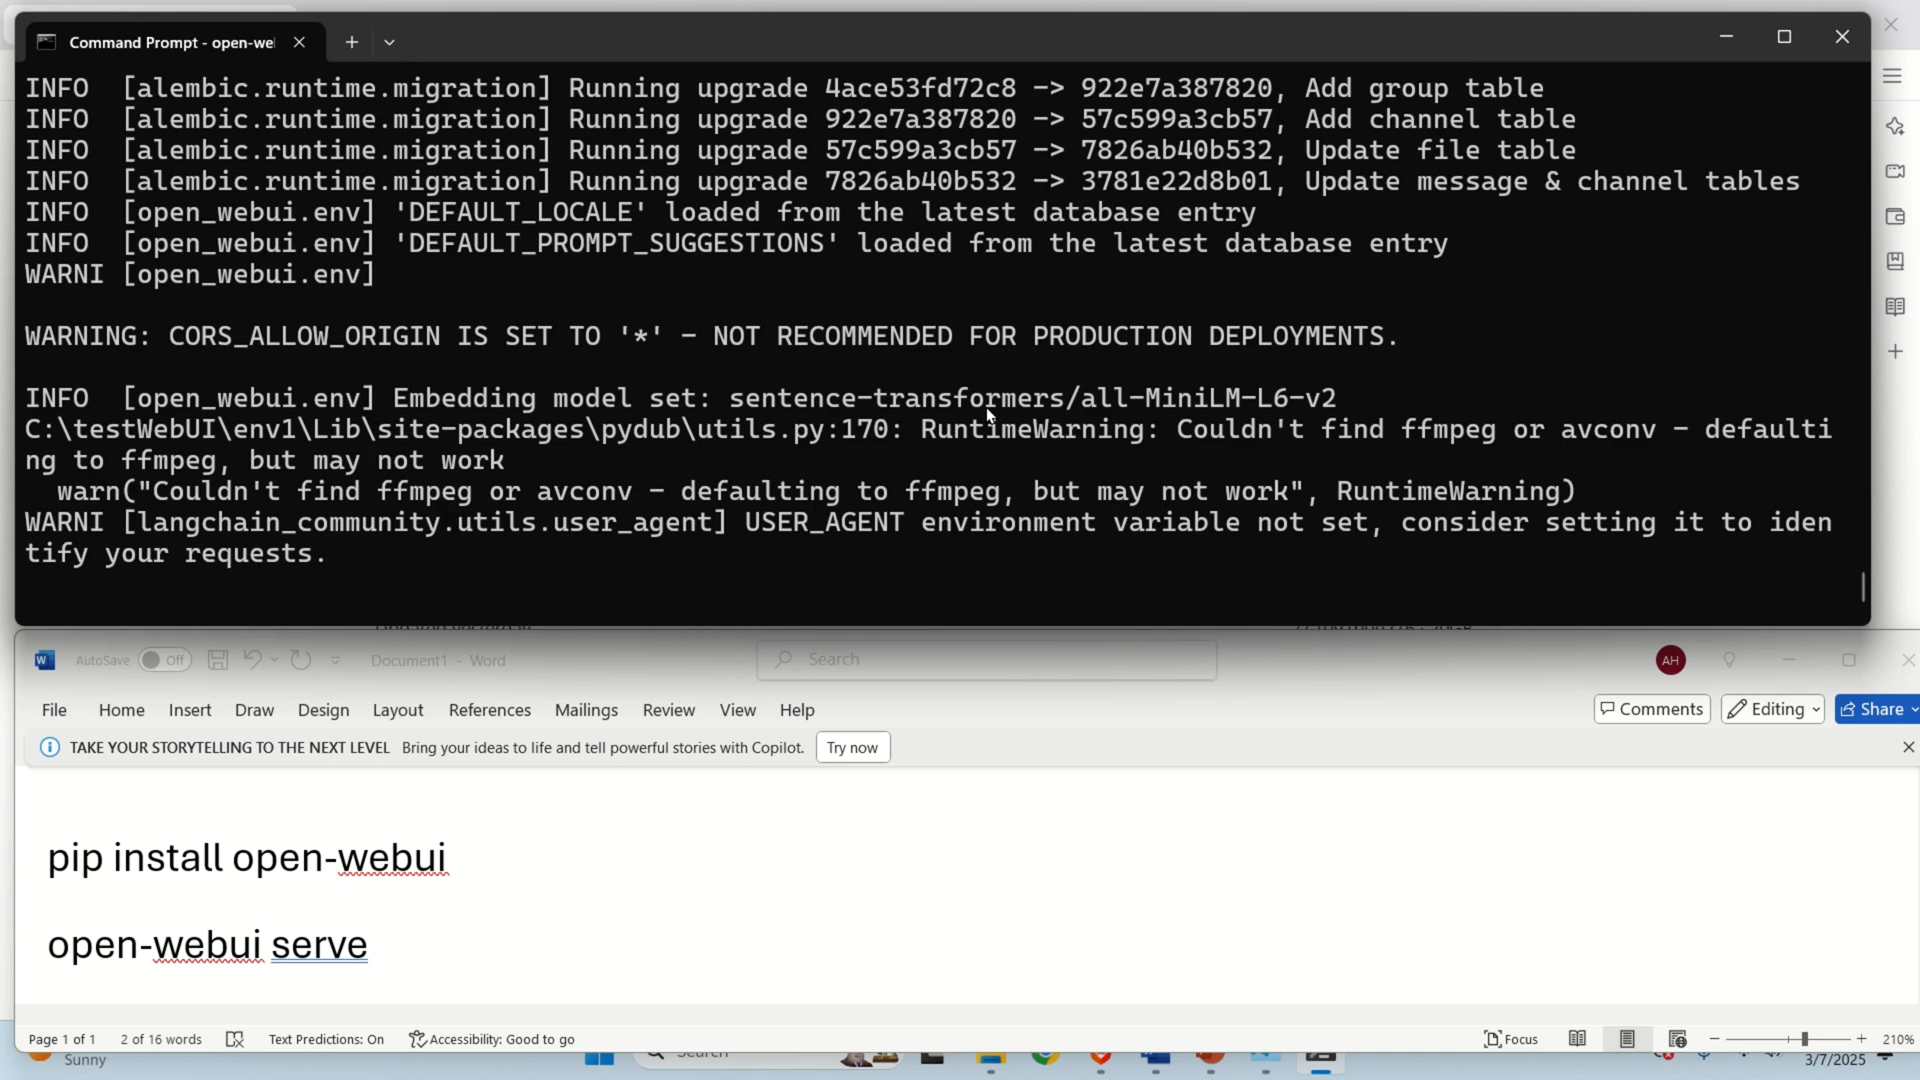 Command Prompt - open-we
INFO  [alembic.runtime.migration] Running upgrade 4ace53fd72c8 -> 922e7a387820, Add group table
INFO  [alembic.runtime.migration] Running upgrade 922e7a387820 -> 57c599a3cb57, Add channel table
INFO  [alembic.runtime.migration] Running upgrade 57c599a3cb57 -> 7826ab40b532, Update file table
INFO  [alembic.runtime.migration] Running upgrade 7826ab40b532 -> 3781e22d8b01, Update message & channel tables
INFO  [open_webui.env] 'DEFAULT_LOCALE' loaded from the latest database entry
INFO  [open_webui.env] 'DEFAULT_PROMPT_SUGGESTIONS' loaded from the latest database entry
WARNI [open_webui.env]
WARNING: CORS_ALLOW_ORIGIN IS SET TO '*' - NOT RECOMMENDED FOR PRODUCTION DEPLOYMENTS.
INFO  [open_webui.env] Embedding model set: sentence-transformers/all-MiniLM-L6-v2
C:\testWebUI\env1\Lib\site-packages\pydub\utils.py:170: RuntimeWarning: Couldn't find ffmpeg or avconv - defaulti
ng to ffmpeg, but may not work
  warn("Couldn't find ffmpeg or avconv - defaulting to ffmpeg, but may not work", RuntimeWarning)
WARNI [langchain_community.utils.user_agent] USER_AGENT environment variable not set, consider setting it to iden
tify your requests.
AutoSave Off Document1 - Word Search AH
File Home Insert Draw Design Layout References Mailings Review View Help Comments Editing Share
TAKE YOUR STORYTELLING TO THE NEXT LEVEL Bring your ideas to life and tell powerful stories with Copilot. Try now
pip install open-webui
open-webui serve
Page 1 of 1 2 of 16 words Text Predictions: On Accessibility: Good to go Focus 210%
Sunny Search 3/7/2025